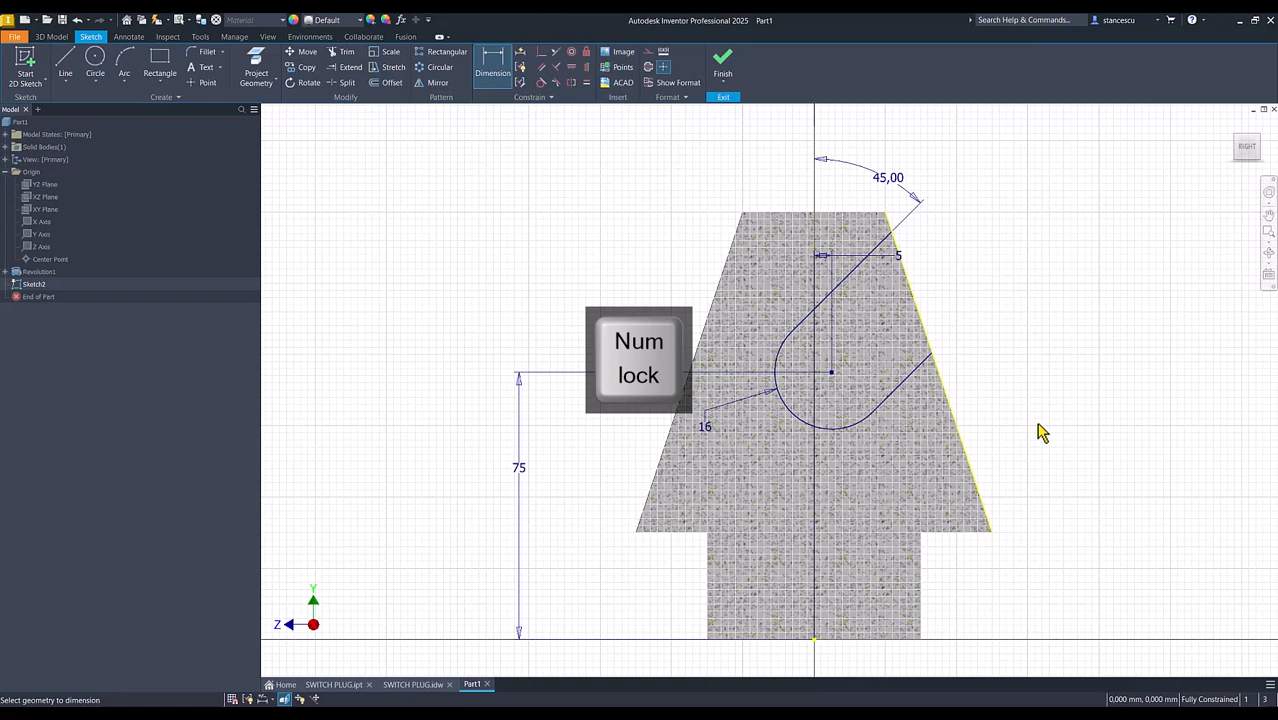 Material
Default
Autodesk Inventor Professional 2025 Part1
Search Help & Commands...
stancescu
File 3D Model Sketch Annotate Inspect Tools Manage View Environments Collaborate Fusion
Start 2D Sketch
Line
Circle
Arc
Rectangle
Fillet
Text
Point
Project Geometry
Move
Copy
Rotate
Trim
Extend
Split
Scale
Stretch
Offset
Rectangular
Circular
Mirror
Dimension
Image
Points
ACAD
Show Format
Finish
Sketch
Create
Modify
Pattern
Constrain
Insert
Format
Exit
Model
Part1
Model States: [Primary]
Solid Bodies(1)
View: [Primary]
Origin
YZ Plane
XZ Plane
XY Plane
X Axis
Y Axis
Z Axis
Center Point
Revolution1
Sketch2
End of Part
RIGHT
45,00
5
Num
lock
16
75
Y
Z
Home
SWITCH PLUG.ipt
SWITCH PLUG.idw
Part1
Select geometry to dimension
0,000 mm, 0,000 mm
Fully Constrained
1
3